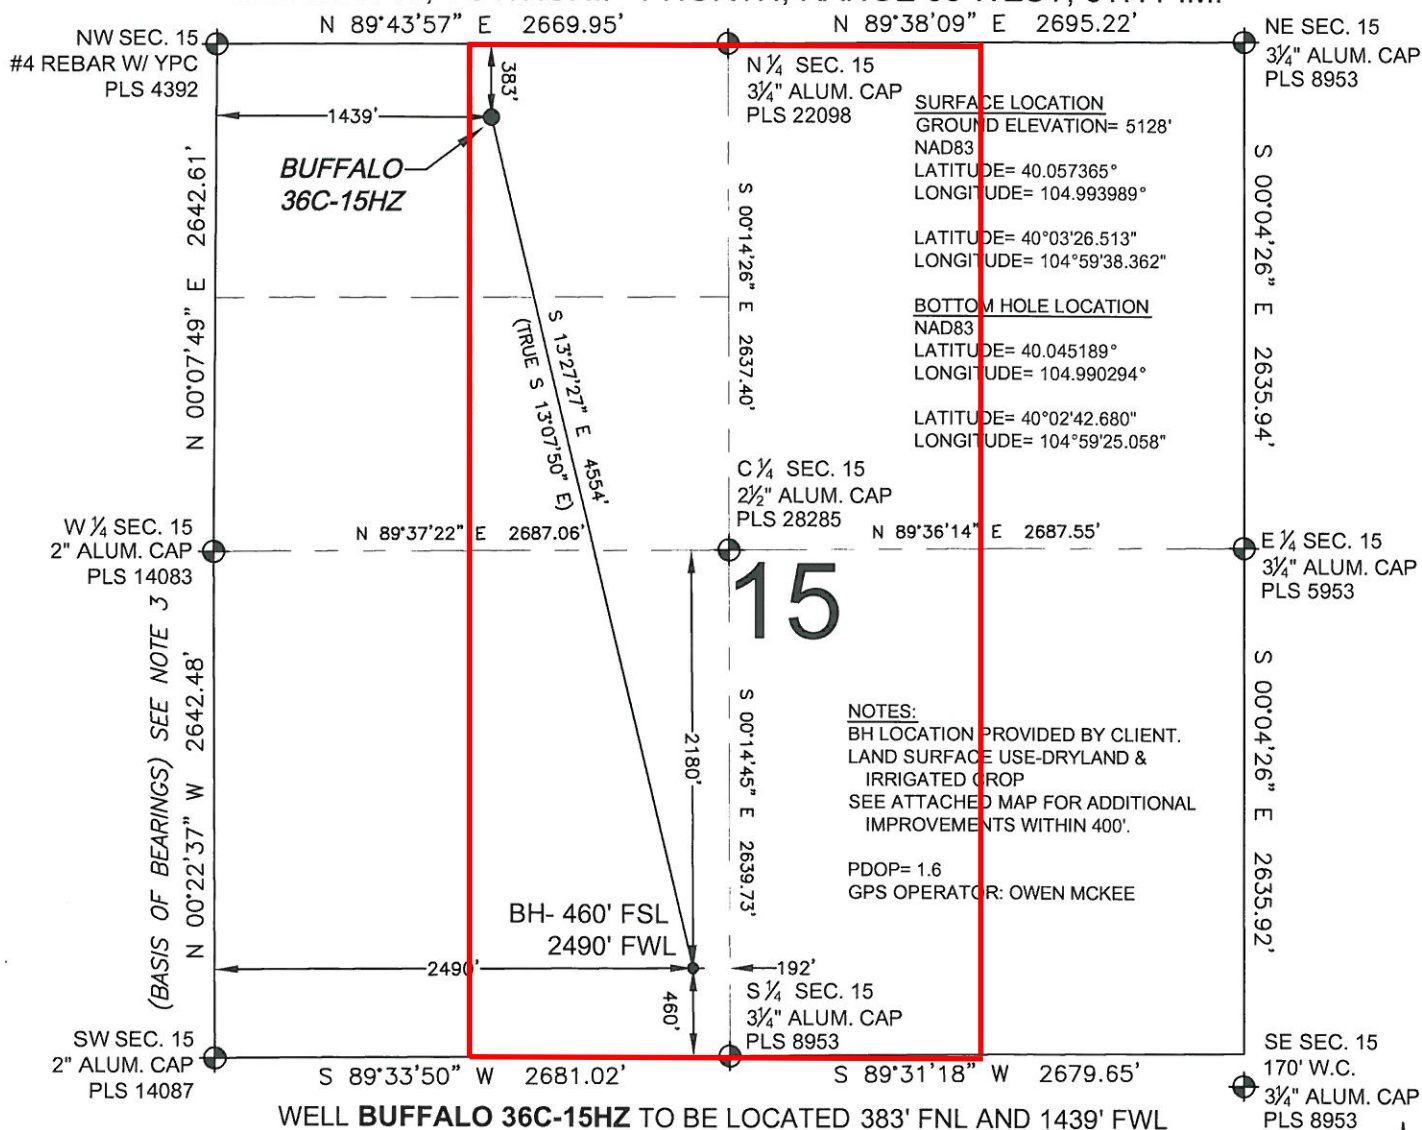 N 89°43'57" E 2669.95'
N 89°38'09" E 2695.22'
NW SEC. 15
#4 REBAR W/ YPC
PLS 4392
N ¼ SEC. 15
3¼" ALUM. CAP
PLS 22098
NE SEC. 15
3¼" ALUM. CAP
PLS 8953
383'
1439'
BUFFALO
36C-15HZ
SURFACE LOCATION
GROUND ELEVATION= 5128'
NAD83
LATITUDE= 40.057365°
LONGITUDE= 104.993989°
LATITUDE= 40°03'26.513"
LONGITUDE= 104°59'38.362"
BOTTOM HOLE LOCATION
NAD83
LATITUDE= 40.045189°
LONGITUDE= 104.990294°
LATITUDE= 40°02'42.680"
LONGITUDE= 104°59'25.058"
N 00°07'49" E 2642.61'
S 00°14'26" E 2637.40'
S 00°04'26" E 2635.94'
S 13°27'27" E 4554'
(TRUE S 13°07'50" E)
W ¼ SEC. 15
2" ALUM. CAP
PLS 14083
N 89°37'22" E 2687.06'
C ¼ SEC. 15
2½" ALUM. CAP
PLS 28285
N 89°36'14" E 2687.55'
E ¼ SEC. 15
3¼" ALUM. CAP
PLS 5953
15
(BASIS OF BEARINGS) SEE NOTE 3
N 00°22'37" W 2642.48'
2180'
S 00°14'45" E 2639.73'
S 00°04'26" E 2635.92'
NOTES:
BH LOCATION PROVIDED BY CLIENT.
LAND SURFACE USE-DRYLAND &
IRRIGATED CROP
SEE ATTACHED MAP FOR ADDITIONAL
IMPROVEMENTS WITHIN 400'.
PDOP= 1.6
GPS OPERATOR: OWEN MCKEE
BH- 460' FSL
2490' FWL
2490'
192'
460'
SW SEC. 15
2" ALUM. CAP
PLS 14087
S ¼ SEC. 15
3¼" ALUM. CAP
PLS 8953
SE SEC. 15
170' W.C.
3¼" ALUM. CAP
PLS 8953
S 89°33'50" W 2681.02'
S 89°31'18" W 2679.65'
WELL BUFFALO 36C-15HZ TO BE LOCATED 383' FNL AND 1439' FWL